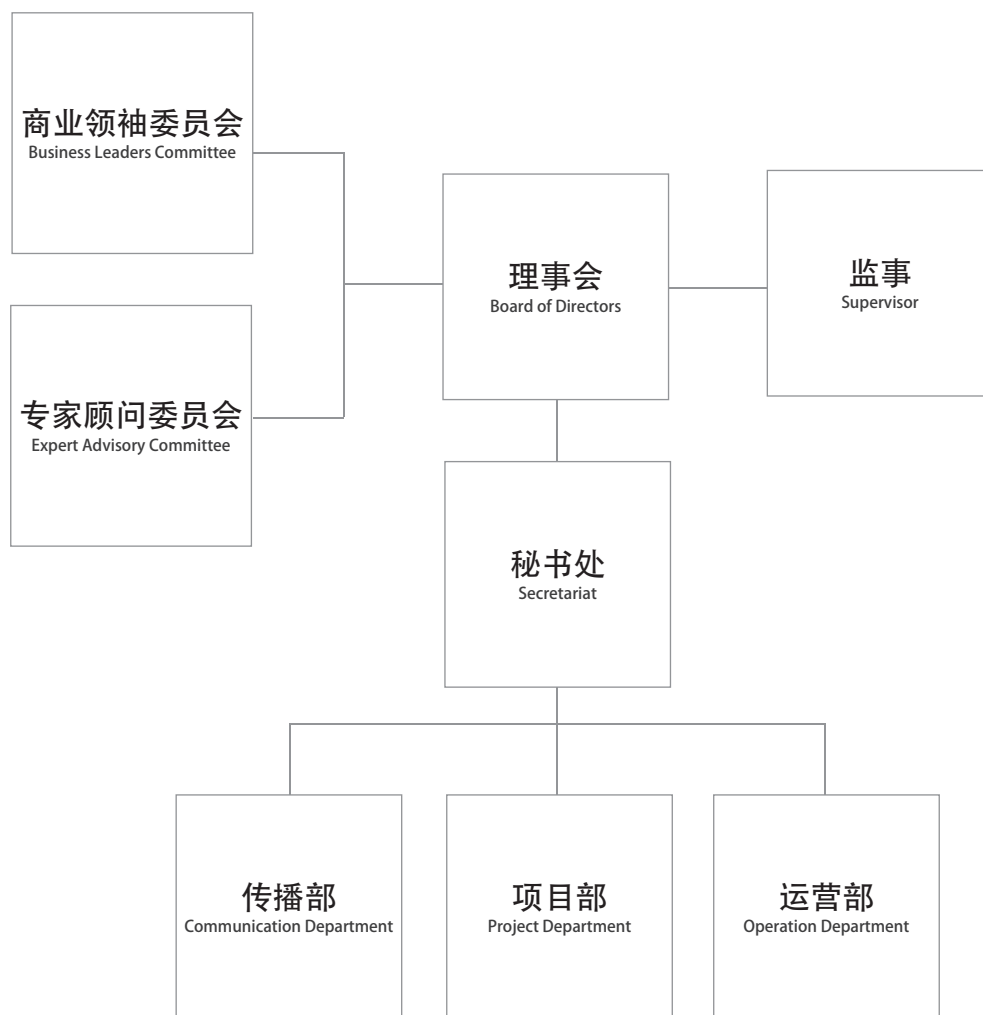 商业领袖委员会
Business Leaders Committee
理事会
Board of Directors
监事
Supervisor
专家顾问委员会
Expert Advisory Committee
秘书处
Secretariat
传播部
Communication Department
项目部
Project Department
运营部
Operation Department